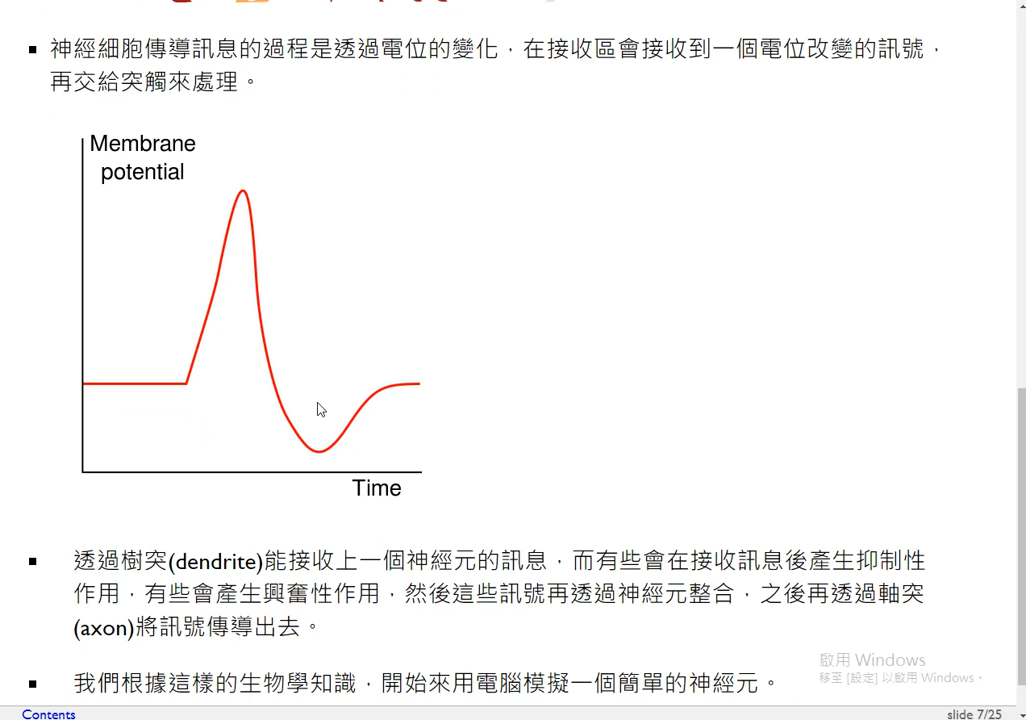 ▪ 神經細胞傳導訊息的過程是透過電位的變化，在接收區會接收到一個電位改變的訊號，
再交給突觸來處理。
Membrane
potential
Time
▪ 透過樹突(dendrite)能接收上一個神經元的訊息，而有些會在接收訊息後產生抑制性
作用，有些會產生興奮性作用，然後這些訊號再透過神經元整合，之後再透過軸突
(axon)將訊號傳導出去。
▪ 我們根據這樣的生物學知識，開始來用電腦模擬一個簡單的神經元。
啟用 Windows
移至 [設定] 以啟用 Windows。
Contents
slide 7/25